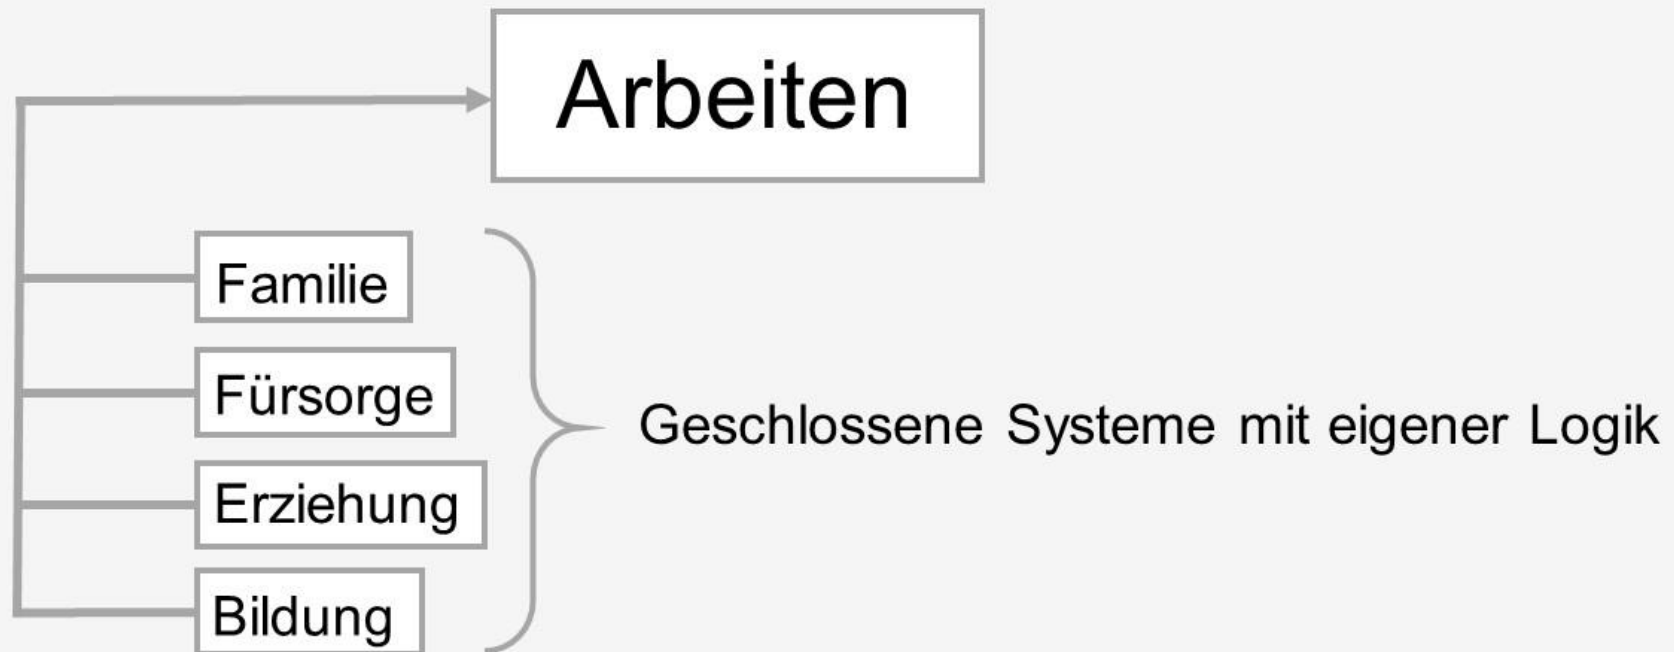 Arbeiten
Familie
Fürsorge
Erziehung
Bildung
Geschlossene Systeme mit eigener Logik